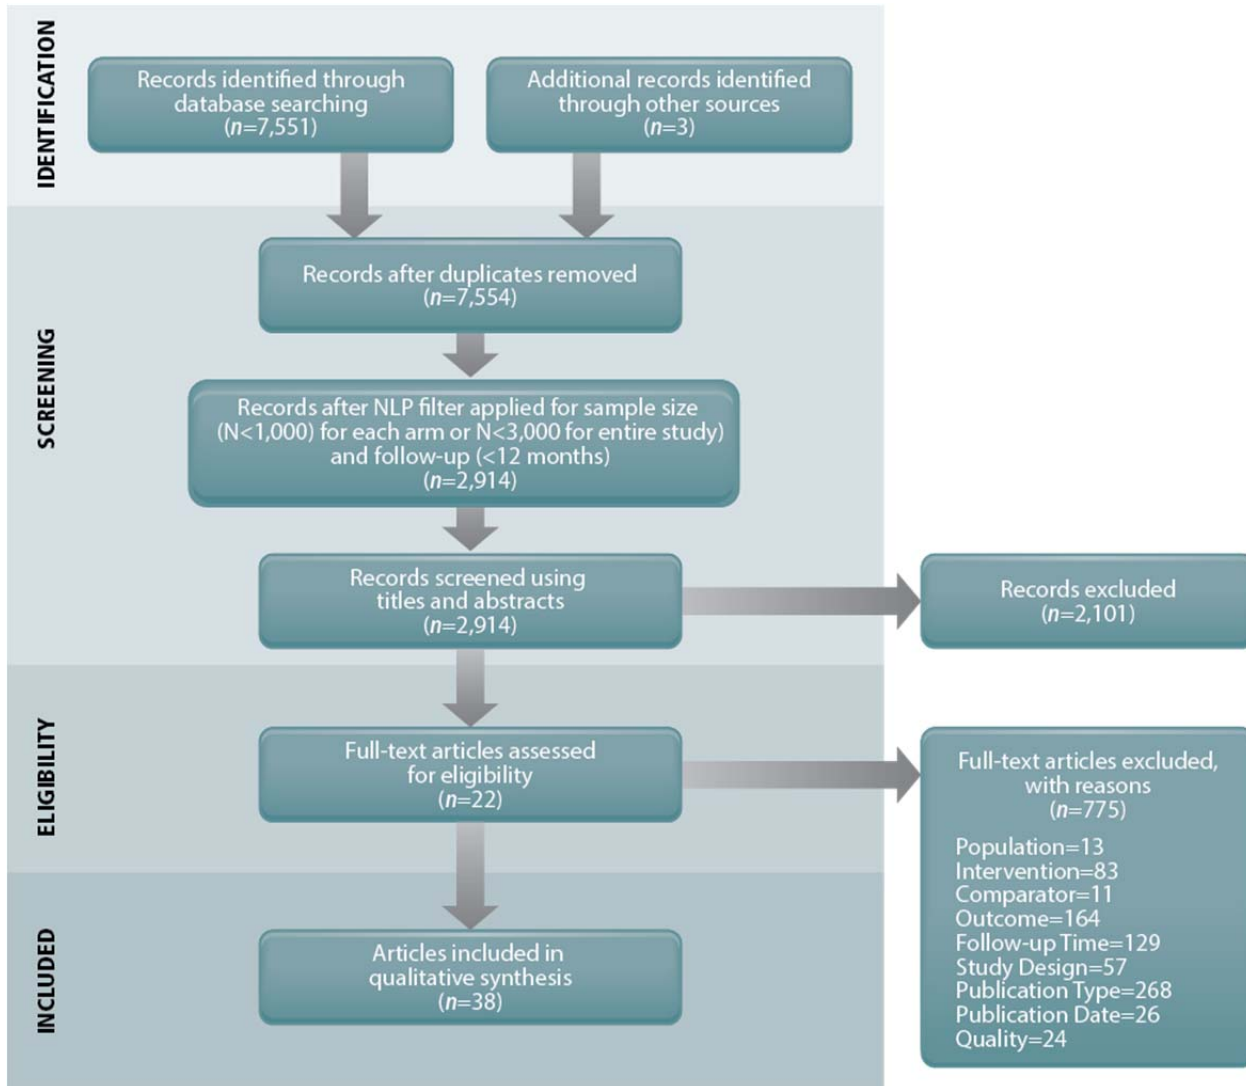 IDENTIFICATION
Records identified through
database searching
(n=7,551)
Additional records identified
through other sources
(n=3)
SCREENING
Records after duplicates removed
(n=7,554)
Records after NLP filter applied for sample size
(N<1,000) for each arm or N<3,000 for entire study)
and follow-up (<12 months)
(n=2,914)
Records screened using
titles and abstracts
(n=2,914)
Records excluded
(n=2,101)
ELIGIBILITY
Full-text articles assessed
for eligibility
(n=22)
Full-text articles excluded,
with reasons
(n=775)
Population=13
Intervention=83
Comparator=11
Outcome=164
Follow-up Time=129
Study Design=57
Publication Type=268
Publication Date=26
Quality=24
INCLUDED
Articles included in
qualitative synthesis
(n=38)